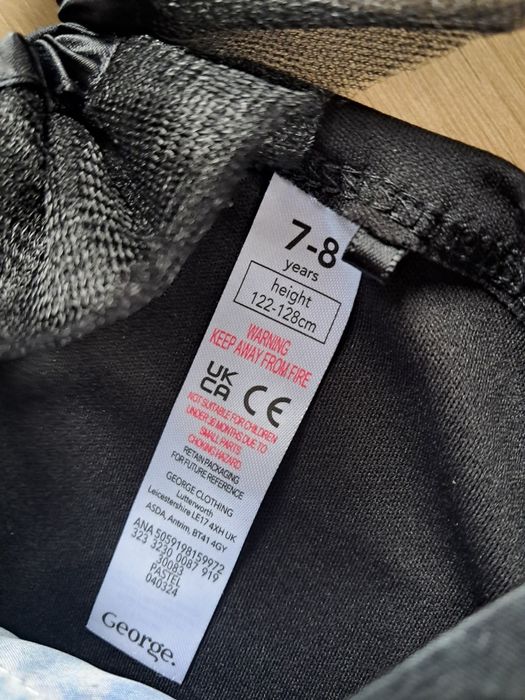 7-8
years
height
122-128cm
WARNING
KEEP AWAY FROM FIRE
UK
CA CE
NOT SUITABLE FOR CHILDREN
UNDER 36 MONTHS DUE TO
SMALL PARTS
CHOKING HAZARD.
RETAIN PACKAGING
FOR FUTURE REFERENCE
GEORGE CLOTHING
Lutterworth
Leicestershire LE17 4XH UK
ASDA, Antrim, BT41 4GY
ANA 5059198159972
323 3230 0087 919
30083
PASTEL
040324
George.